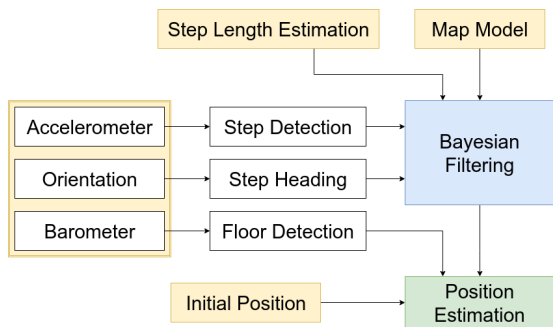 Step Length Estimation
Map Model
Accelerometer
Step Detection
Bayesian
Filtering
Orientation
Step Heading
Barometer
Floor Detection
Initial Position
Position
Estimation